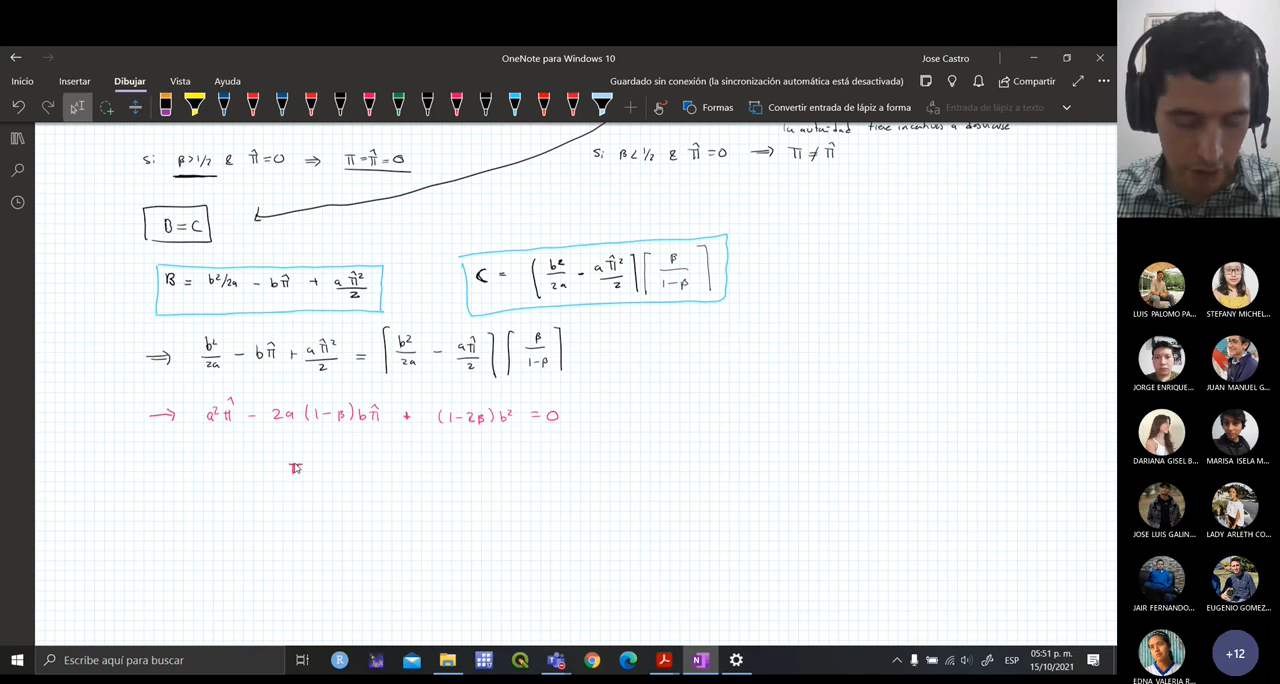 OneNote para Windows 10
Jose Castro
Inicio Insertar Dibujar Vista Ayuda
Guardado sin conexión (la sincronización automática está desactivada)
Compartir
Formas
Convertir entrada de lápiz a forma
Entrada de lápiz a texto
la autoridad tiene incentivos a desviarse
Si β > 1/2 & π̂ = 0 ⇒ π = π̂ = 0
Si β < 1/2 & π̂ = 0 ⇒ π ≠ π̂
B = C
B = b²/2a - bπ̂ + aπ̂²/2
C = [b²/2a - aπ̂²/2] [β/1-β]
⇒ b²/2a - bπ̂ + aπ̂²/2 = [b²/2a - aπ̂/2] [β/1-β]
→ a²π̂ - 2a(1-β)bπ̂ + (1-2β)b² = 0
π
LUIS PALOMO PA...
STEFANY MICHEL...
JORGE ENRIQUE...
JUAN MANUEL G...
DARIANA GISEL B...
MARISA ISELA M...
JOSE LUIS GALIN...
LADY ARLETH CO...
JAIR FERNANDO...
EUGENIO GOMEZ...
EDNA VALERIA R...
+12
Escribe aquí para buscar
ESP
05:51 p. m.
15/10/2021